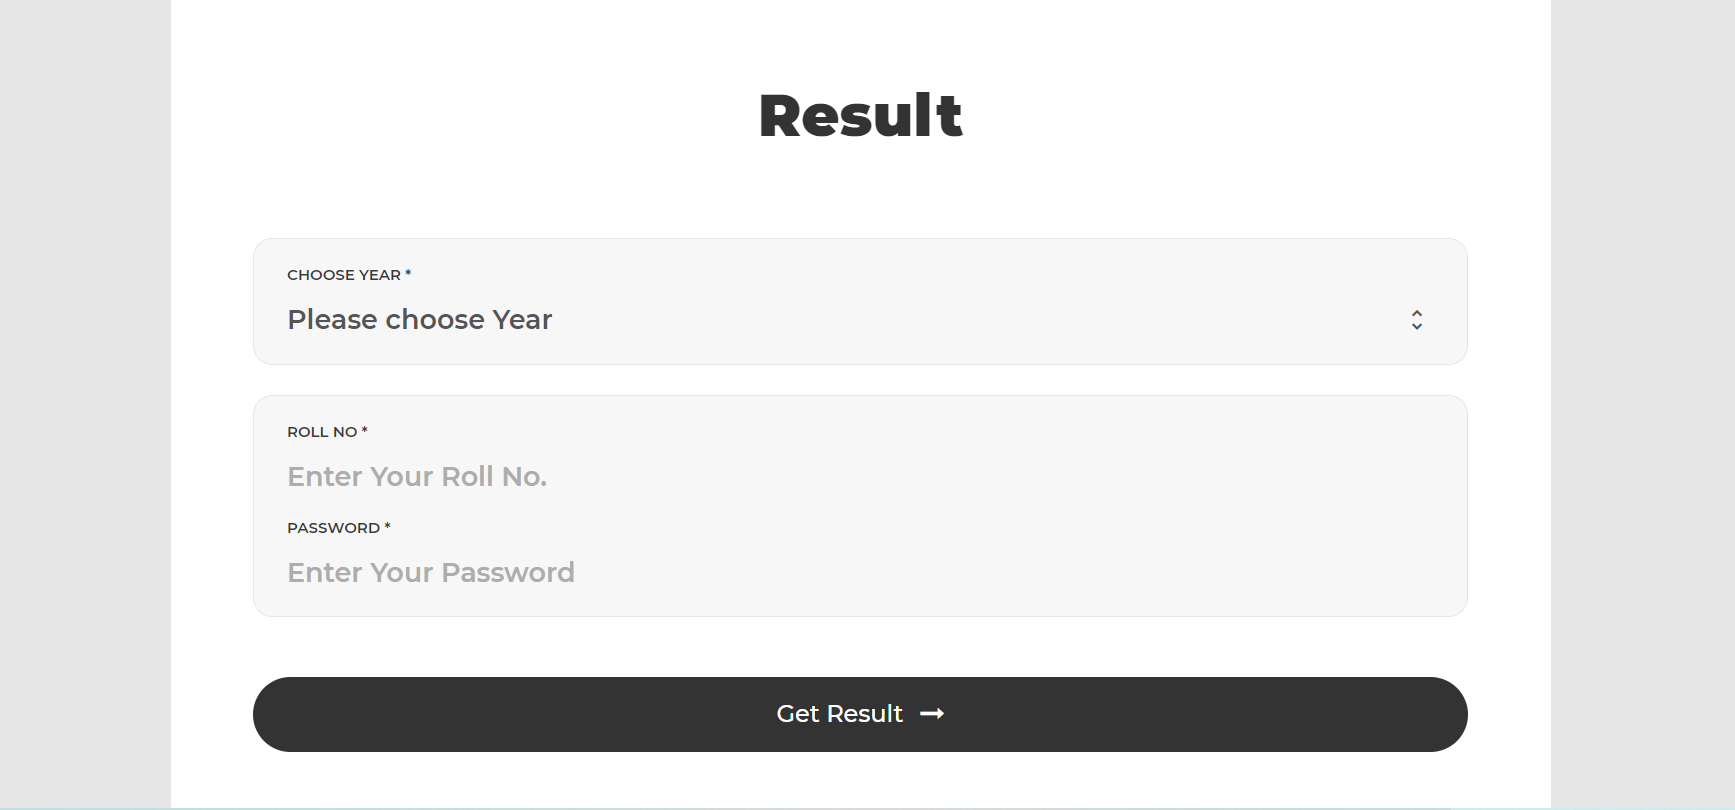 Result
CHOOSE YEAR *
Please choose Year
ROLL NO *
Enter Your Roll No.
PASSWORD *
Enter Your Password
Get Result